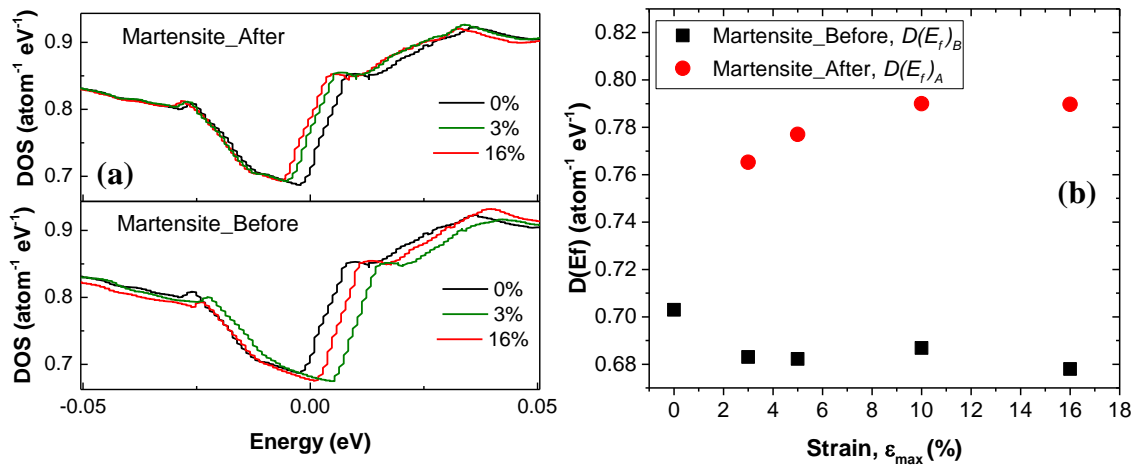 Martensite_After
0%
3%
16%
(a)
DOS (atom⁻¹ eV⁻¹)
0.9
0.8
0.7
Martensite_Before
0%
3%
16%
DOS (atom⁻¹ eV⁻¹)
0.9
0.8
0.7
-0.05 0.00 0.05
Energy (eV)
Martensite_Before, D(E_f)_B
Martensite_After, D(E_f)_A
(b)
D(Ef) (atom⁻¹ eV⁻¹)
0.82
0.80
0.78
0.76
0.74
0.72
0.70
0.68
0 2 4 6 8 10 12 14 16 18
Strain, ε_max (%)